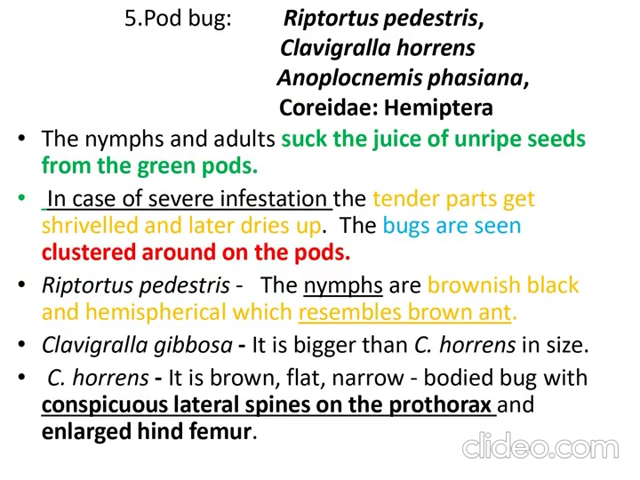 5.Pod bug: Riptortus pedestris,
Clavigralla horrens
Anoplocnemis phasiana,
Coreidae: Hemiptera
• The nymphs and adults suck the juice of unripe seeds
from the green pods.
• In case of severe infestation the tender parts get
shrivelled and later dries up. The bugs are seen
clustered around on the pods.
• Riptortus pedestris - The nymphs are brownish black
and hemispherical which resembles brown ant.
• Clavigralla gibbosa - It is bigger than C. horrens in size.
• C. horrens - It is brown, flat, narrow - bodied bug with
conspicuous lateral spines on the prothorax and
enlarged hind femur.
clideo.com